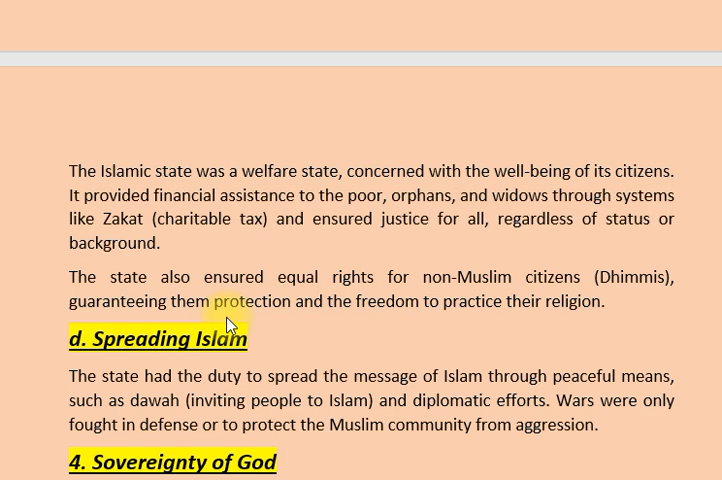 The Islamic state was a welfare state, concerned with the well-being of its citizens.
It provided financial assistance to the poor, orphans, and widows through systems
like Zakat (charitable tax) and ensured justice for all, regardless of status or
background.
The state also ensured equal rights for non-Muslim citizens (Dhimmis),
guaranteeing them protection and the freedom to practice their religion.
d. Spreading Islam
The state had the duty to spread the message of Islam through peaceful means,
such as dawah (inviting people to Islam) and diplomatic efforts. Wars were only
fought in defense or to protect the Muslim community from aggression.
4. Sovereignty of God